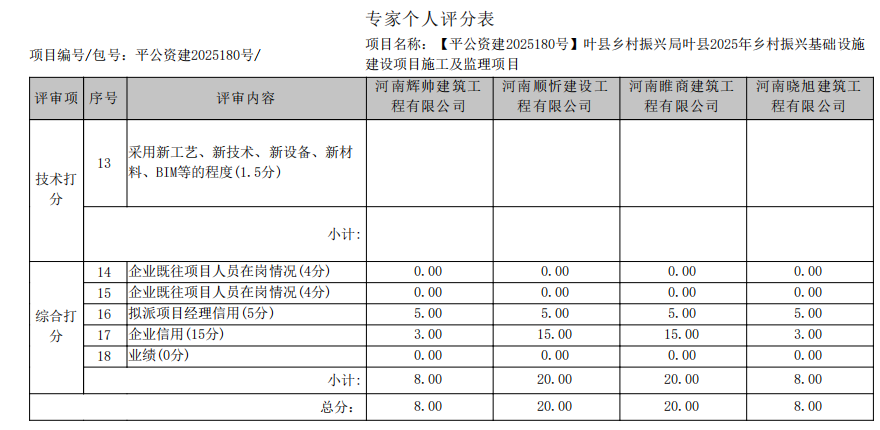 专家个人评分表
项目编号/包号: 平公资建2025180号/
项目名称: 【平公资建2025180号】叶县乡村振兴局叶县2025年乡村振兴基础设施
建设项目施工及监理项目
评审项 序号 评审内容 河南辉帅建筑工程有限公司 河南顺忻建设工程有限公司 河南睢商建筑工程有限公司 河南晓旭建筑工程有限公司
技术打分
13 采用新工艺、新技术、新设备、新材
料、BIM等的程度(1.5分)
小计:
综合打分
14 企业既往项目人员在岗情况(4分) 0.00 0.00 0.00 0.00
15 企业既往项目人员在岗情况(4分) 0.00 0.00 0.00 0.00
16 拟派项目经理信用(5分) 5.00 5.00 5.00 5.00
17 企业信用(15分) 3.00 15.00 15.00 3.00
18 业绩(0分) 0.00 0.00 0.00 0.00
小计: 8.00 20.00 20.00 8.00
总分: 8.00 20.00 20.00 8.00